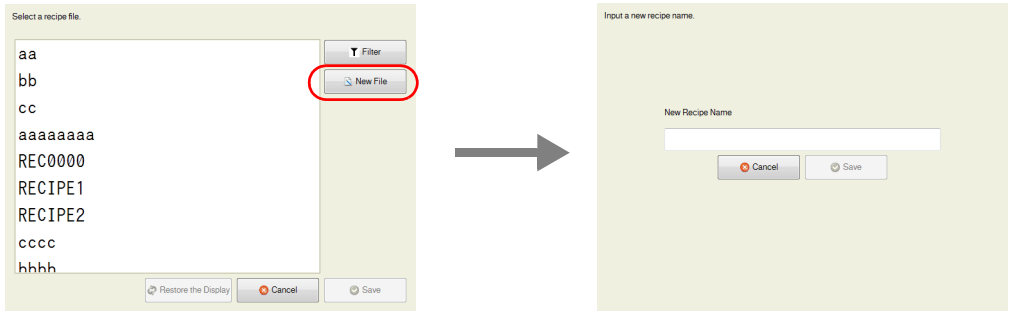 Select a recipe file.
aa
bb
cc
aaaaaaaa
REC0000
RECIPE1
RECIPE2
cccc
bbbb
Filter
New File
Restore the Display
Cancel
Save
Input a new recipe name.
New Recipe Name
Cancel
Save